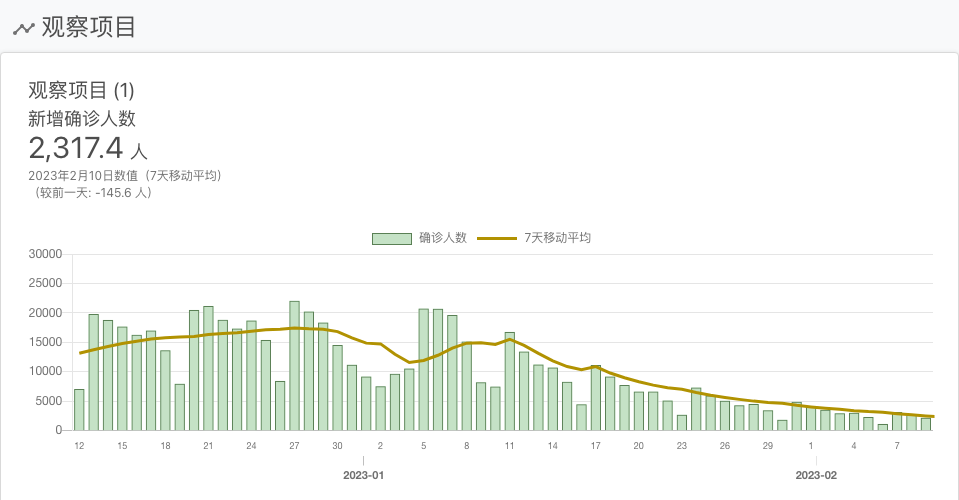 观察项目
观察项目 (1)
新增确诊人数
2,317.4 人
2023年2月10日数值（7天移动平均）
（较前一天: -145.6 人）
确诊人数 7天移动平均
30000
25000
20000
15000
10000
5000
0
12 15 18 21 24 27 30 2 5 8 11 14 17 20 23 26 29 1 4 7
2023-01 2023-02